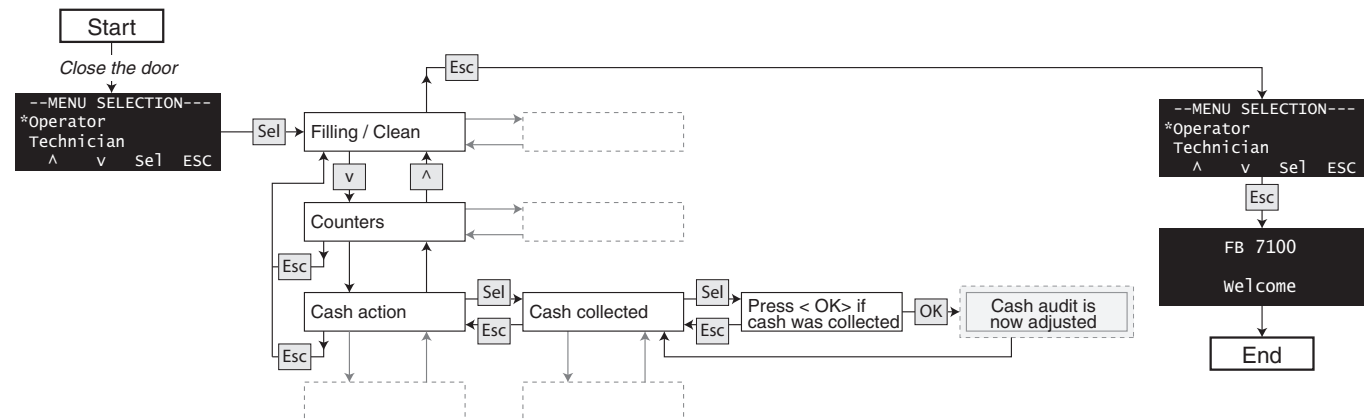 Start
Close the door
--MENU SELECTION---
*Operator
Technician
^ v Sel ESC
Sel
Filling / Clean
Esc
v
^
Counters
Esc
Cash action
Esc
Sel
Esc
Cash collected
Sel
Esc
Press < OK> if
cash was collected
OK
Cash audit is
now adjusted
--MENU SELECTION---
*Operator
Technician
^ v Sel ESC
Esc
FB 7100
Welcome
End